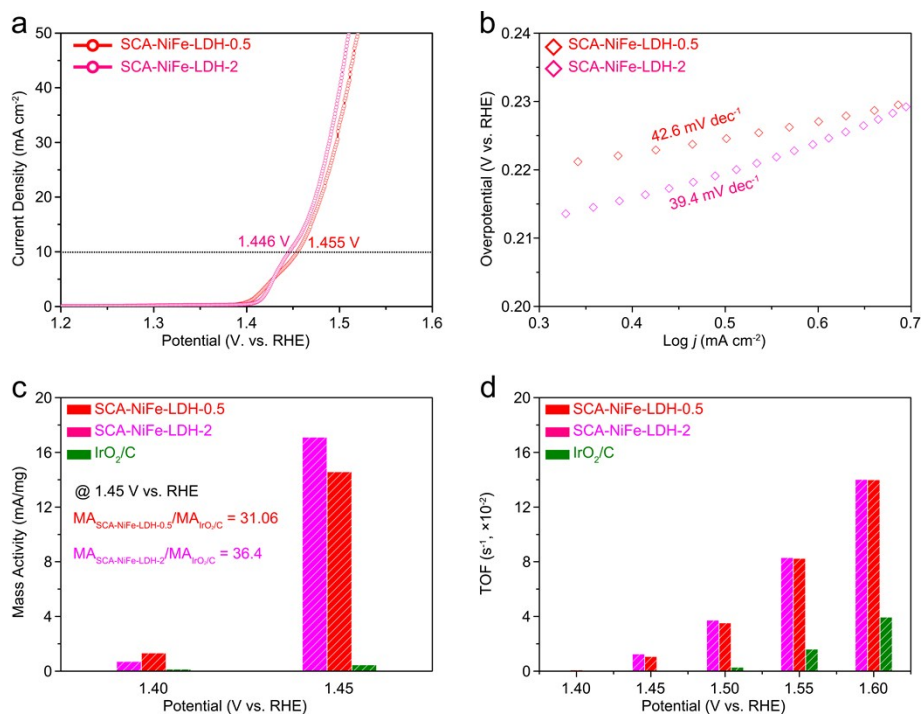 a
SCA-NiFe-LDH-0.5
SCA-NiFe-LDH-2
1.446 V
1.455 V
50
40
30
20
10
0
1.2
1.3
1.4
1.5
1.6
Current Density (mA cm⁻²)
Potential (V. vs. RHE)
b
SCA-NiFe-LDH-0.5
SCA-NiFe-LDH-2
42.6 mV dec⁻¹
39.4 mV dec⁻¹
0.24
0.23
0.22
0.21
0.20
0.3
0.4
0.5
0.6
0.7
Overpotential (V vs. RHE)
Log j (mA cm⁻²)
c
SCA-NiFe-LDH-0.5
SCA-NiFe-LDH-2
IrO₂/C
@ 1.45 V vs. RHE
MA SCA-NiFe-LDH-0.5/MA IrO₂/C = 31.06
MA SCA-NiFe-LDH-2/MA IrO₂/C = 36.4
20
16
12
8
4
0
1.40
1.45
Mass Activity (mA/mg)
Potential (V vs. RHE)
d
SCA-NiFe-LDH-0.5
SCA-NiFe-LDH-2
IrO₂/C
20
16
12
8
4
0
1.40
1.45
1.50
1.55
1.60
TOF (s⁻¹, ×10⁻²)
Potential (V vs. RHE)